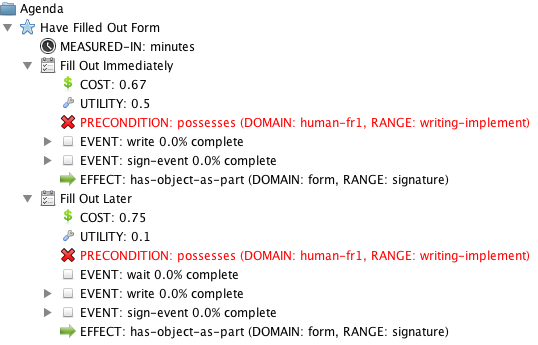 Agenda
Have Filled Out Form
MEASURED-IN: minutes
Fill Out Immediately
COST: 0.67
UTILITY: 0.5
PRECONDITION: possesses (DOMAIN: human-fr1, RANGE: writing-implement)
EVENT: write 0.0% complete
EVENT: sign-event 0.0% complete
EFFECT: has-object-as-part (DOMAIN: form, RANGE: signature)
Fill Out Later
COST: 0.75
UTILITY: 0.1
PRECONDITION: possesses (DOMAIN: human-fr1, RANGE: writing-implement)
EVENT: wait 0.0% complete
EVENT: write 0.0% complete
EVENT: sign-event 0.0% complete
EFFECT: has-object-as-part (DOMAIN: form, RANGE: signature)